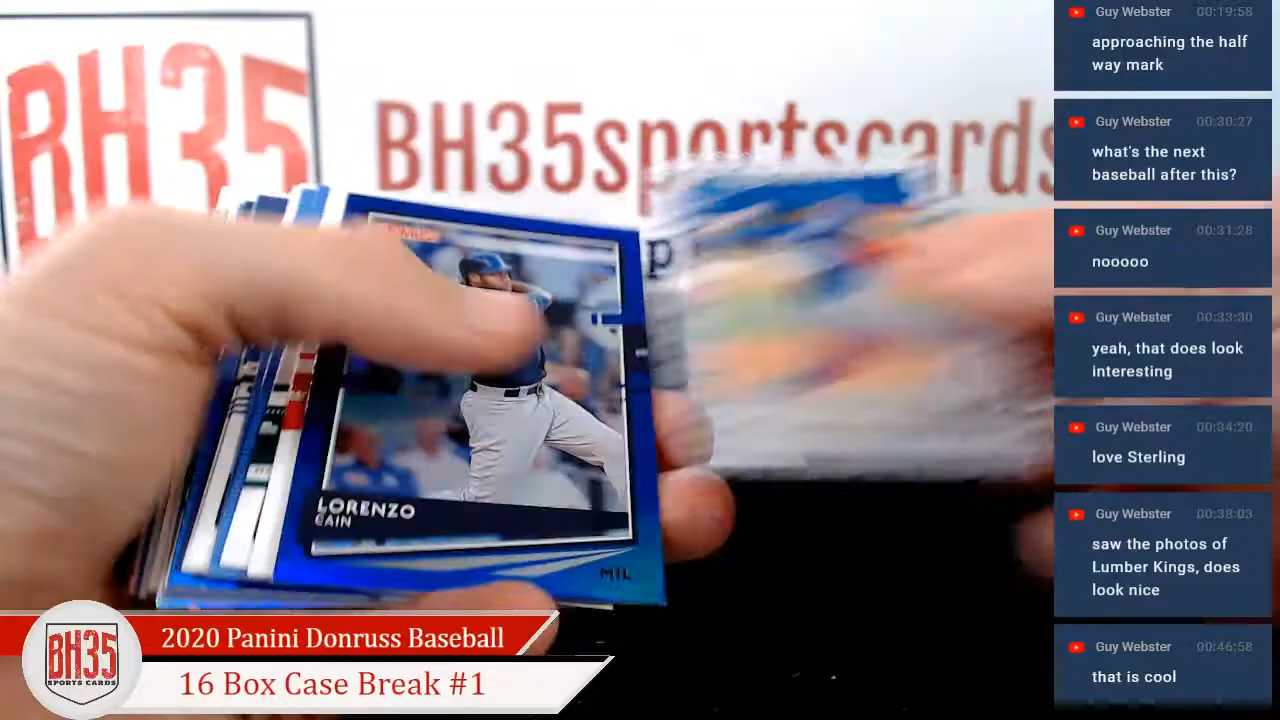 BH35
BH35sportscards
LORENZO
CAIN
MIL
BH35
SPORTS CARDS
2020 Panini Donruss Baseball
16 Box Case Break #1
Guy Webster 00:19:58
approaching the half
way mark
Guy Webster 00:30:27
what's the next
baseball after this?
Guy Webster 00:31:28
nooooo
Guy Webster 00:33:30
yeah, that does look
interesting
Guy Webster 00:34:20
love Sterling
Guy Webster 00:38:03
saw the photos of
Lumber Kings, does
look nice
Guy Webster 00:46:58
that is cool